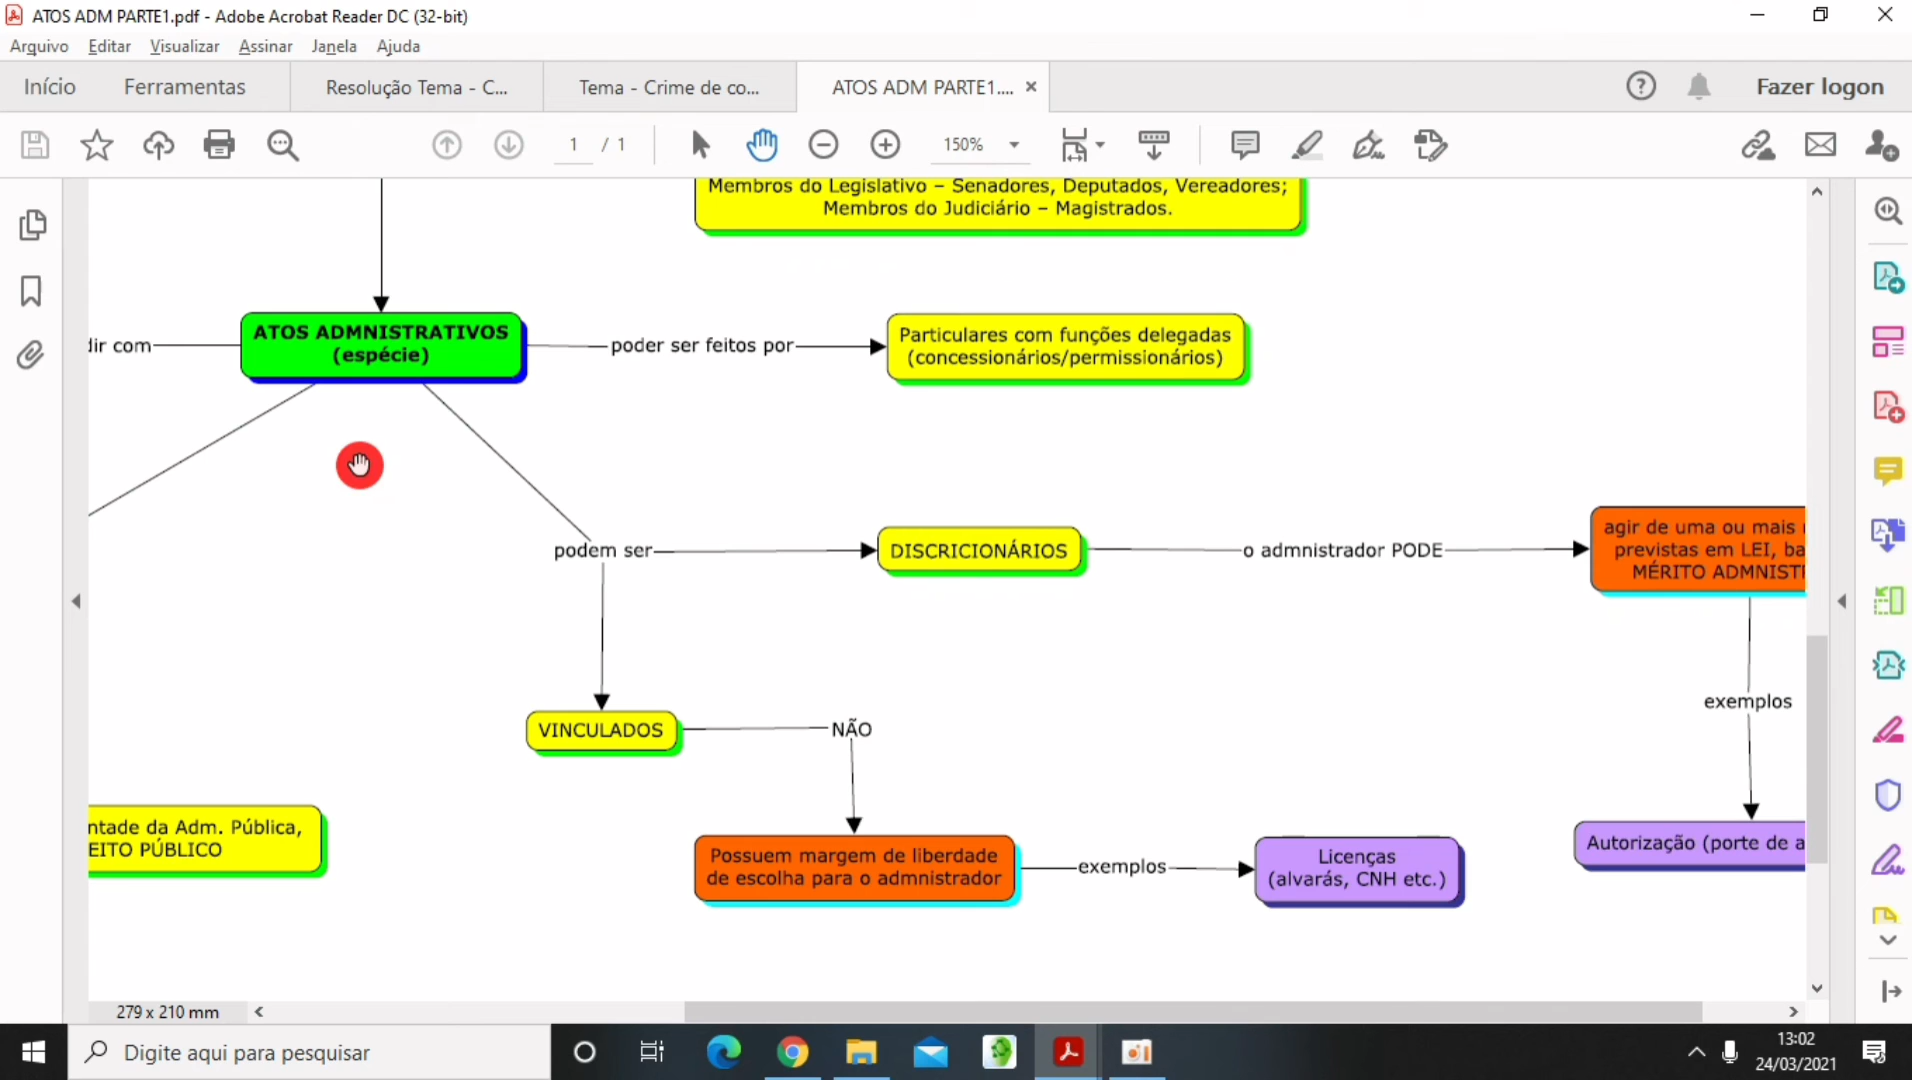 ATOS ADM PARTE1.pdf - Adobe Acrobat Reader DC (32-bit)
Arquivo Editar Visualizar Assinar Janela Ajuda
Início Ferramentas Resolução Tema - C... Tema - Crime de co... ATOS ADM PARTE1.... × Fazer logon
1 / 1 150%
Membros do Legislativo – Senadores, Deputados, Vereadores;
Membros do Judiciário – Magistrados.
dir com
ATOS ADMNISTRATIVOS
(espécie)
poder ser feitos por
Particulares com funções delegadas
(concessionários/permissionários)
podem ser
DISCRICIONÁRIOS
o admnistrador PODE
agir de uma ou mais
previstas em LEI, ba
MÉRITO ADMNIST
exemplos
Autorização (porte de a
VINCULADOS
NÃO
ntade da Adm. Pública,
EITO PÚBLICO
Possuem margem de liberdade
de escolha para o admnistrador
exemplos
Licenças
(alvarás, CNH etc.)
279 x 210 mm
Digite aqui para pesquisar
13:02
24/03/2021